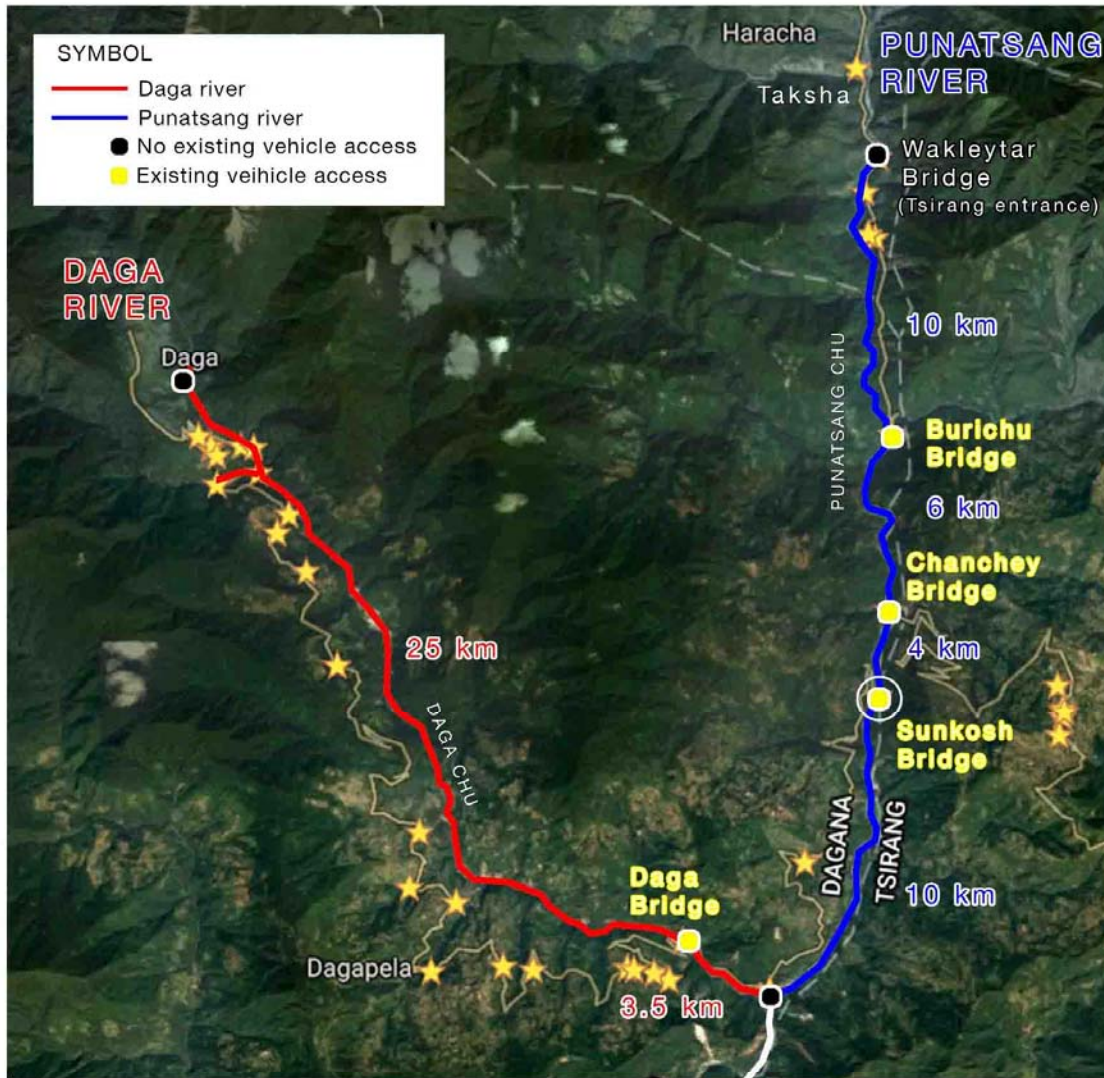 SYMBOL
Daga river
Punatsang river
No existing vehicle access
Existing veihicle access
Haracha
PUNATSANG
RIVER
Taksha
Wakleytar
Bridge
(Tsirang entrance)
DAGA
RIVER
Daga
10 km
PUNATSANG CHU
Burichu
Bridge
6 km
Chanchey
Bridge
25 km
4 km
DAGA CHU
Sunkosh
Bridge
DAGANA
TSIRANG
Daga
Bridge
10 km
Dagapela
3.5 km